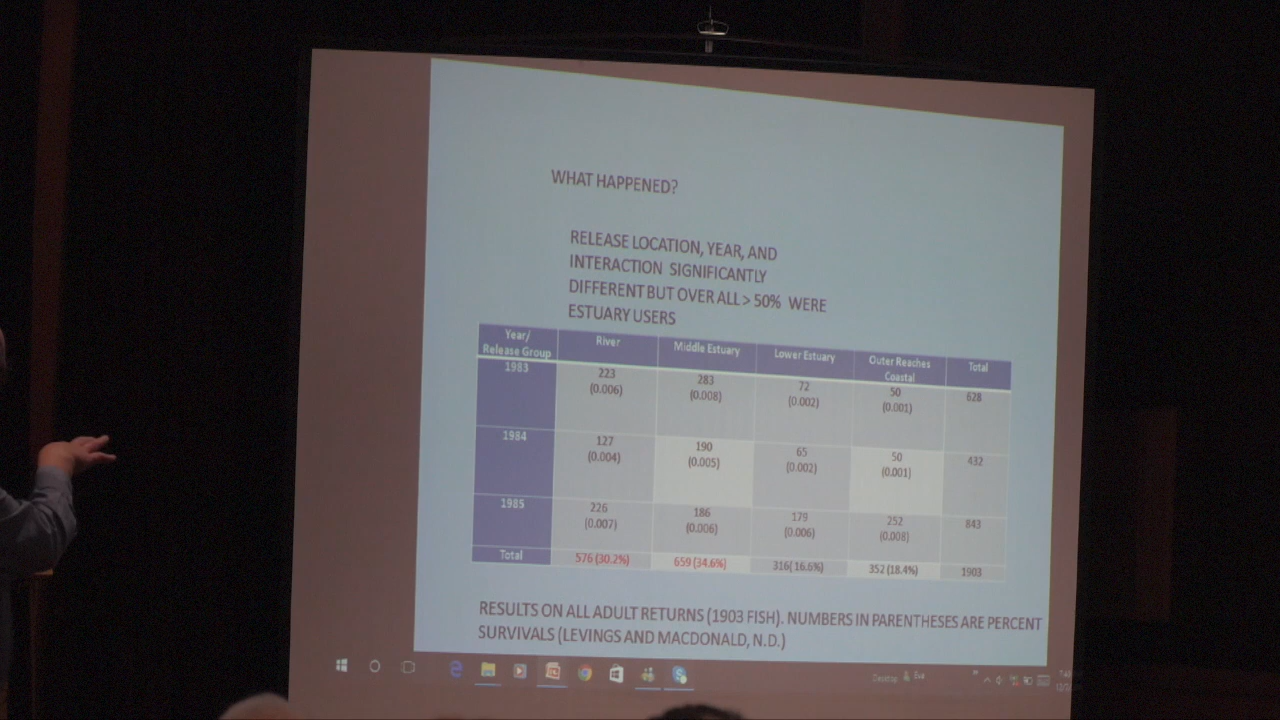 WHAT HAPPENED?
RELEASE LOCATION, YEAR, AND
INTERACTION SIGNIFICANTLY
DIFFERENT BUT OVER ALL > 50% WERE
ESTUARY USERS
Year/ Release Group River Middle Estuary Lower Estuary Outer Reaches Coastal Total
1983 223 (0.006) 283 (0.008) 72 (0.002) 50 (0.001) 628
1984 127 (0.004) 190 (0.005) 65 (0.002) 50 (0.001) 432
1985 226 (0.007) 186 (0.006) 179 (0.006) 252 (0.008) 843
Total 576 (30.2%) 659 (34.6%) 316( 16.6%) 352 (18.4%) 1903
RESULTS ON ALL ADULT RETURNS (1903 FISH). NUMBERS IN PARENTHESES ARE PERCENT
SURVIVALS (LEVINGS AND MACDONALD, N.D.)
Desktop